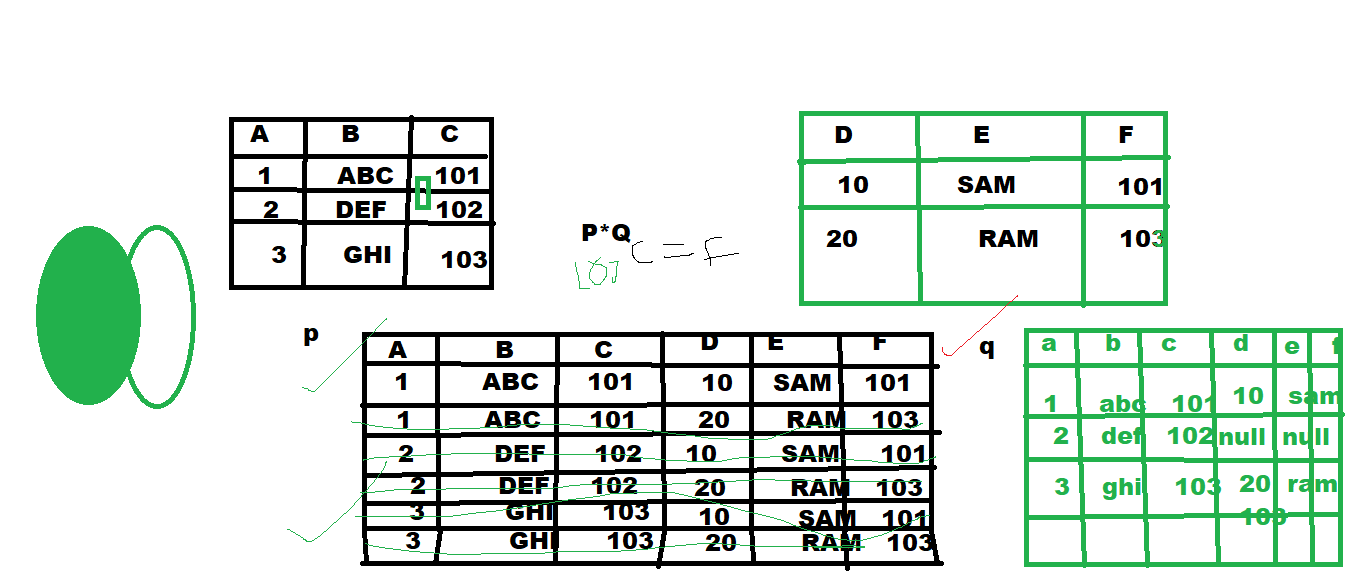 A B C
1 ABC 101
2 DEF 102
3 GHI 103
P*Q C=F
D E F
10 SAM 101
20 RAM 103
p
A B C D E F
1 ABC 101 10 SAM 101
1 ABC 101 20 RAM 103
2 DEF 102 10 SAM 101
2 DEF 102 20 RAM 103
3 GHI 103 10 SAM 101
3 GHI 103 20 RAM 103
q
a b c d e f
1 abc 101 10 sam
2 def 102 null null
3 ghi 103 20 ram
103